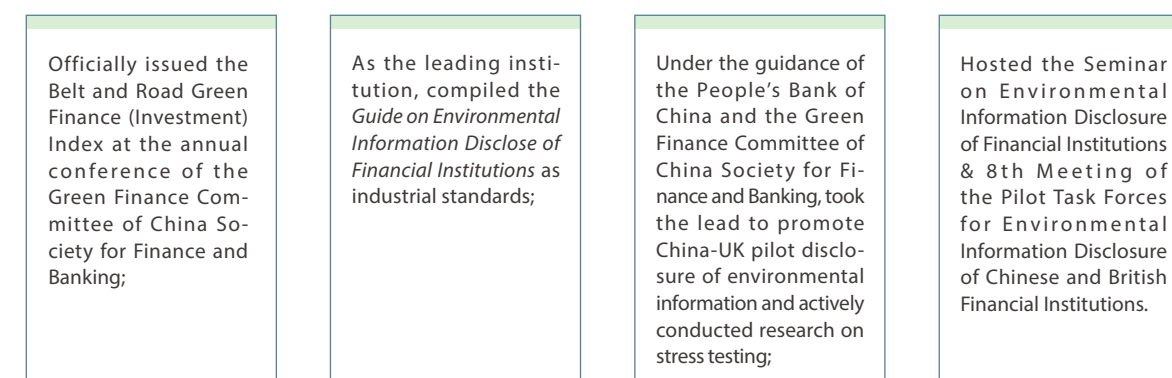 Officially issued the
Belt and Road Green
Finance (Investment)
Index at the annual
conference of the
Green Finance Com-
mittee of China So-
ciety for Finance and
Banking;
As the leading insti-
tution, compiled the
Guide on Environmental
Information Disclose of
Financial Institutions as
industrial standards;
Under the guidance of
the People's Bank of
China and the Green
Finance Committee of
China Society for Fi-
nance and Banking, took
the lead to promote
China-UK pilot disclo-
sure of environmental
information and actively
conducted research on
stress testing;
Hosted the Seminar
on Environmental
Information Disclosure
of Financial Institutions
& 8th Meeting of
the Pilot Task Forces
for Environmental
Information Disclosure
of Chinese and British
Financial Institutions.